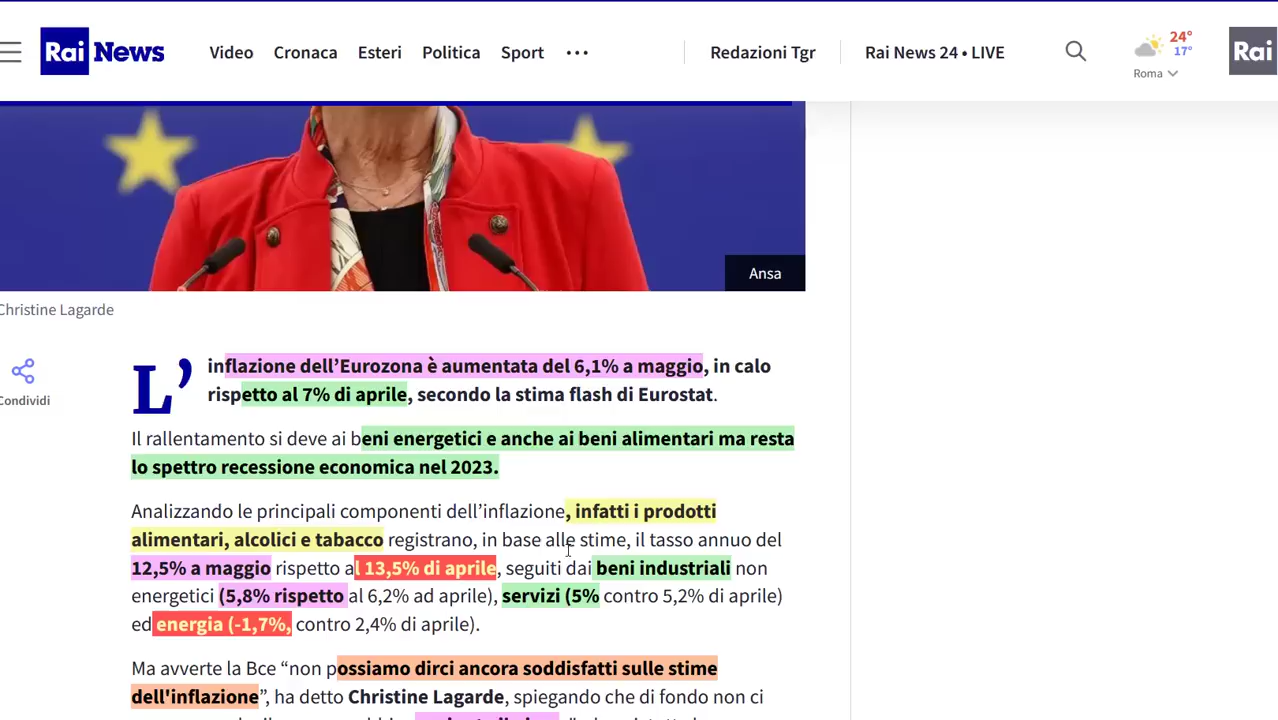 Rai News Video Cronaca Esteri Politica Sport ••• Redazioni Tgr Rai News 24 • LIVE 24° 17° Roma Rai
Ansa
Christine Lagarde
Condividi
L’inflazione dell’Eurozona è aumentata del 6,1% a maggio, in calo
rispetto al 7% di aprile, secondo la stima flash di Eurostat.
Il rallentamento si deve ai beni energetici e anche ai beni alimentari ma resta
lo spettro recessione economica nel 2023.
Analizzando le principali componenti dell’inflazione, infatti i prodotti
alimentari, alcolici e tabacco registrano, in base alle stime, il tasso annuo del
12,5% a maggio rispetto al 13,5% di aprile, seguiti dai beni industriali non
energetici (5,8% rispetto al 6,2% ad aprile), servizi (5% contro 5,2% di aprile)
ed energia (-1,7%, contro 2,4% di aprile).
Ma avverte la Bce “non possiamo dirci ancora soddisfatti sulle stime
dell'inflazione”, ha detto Christine Lagarde, spiegando che di fondo non ci